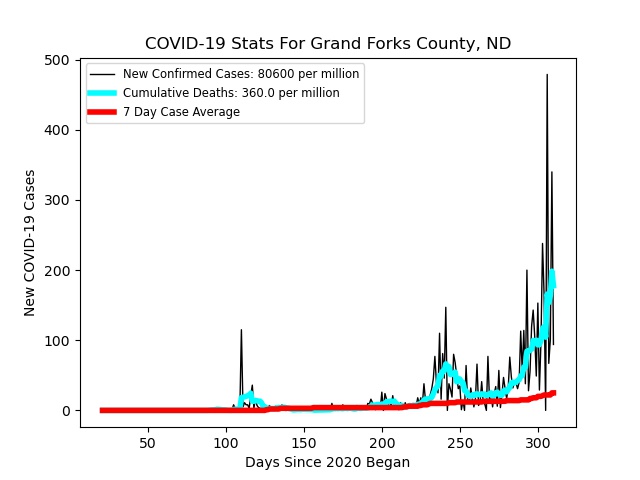 COVID-19 Stats For Grand Forks County, ND
New Confirmed Cases: 80600 per million
Cumulative Deaths: 360.0 per million
7 Day Case Average
New COVID-19 Cases
500
400
300
200
100
0
50 100 150 200 250 300
Days Since 2020 Began